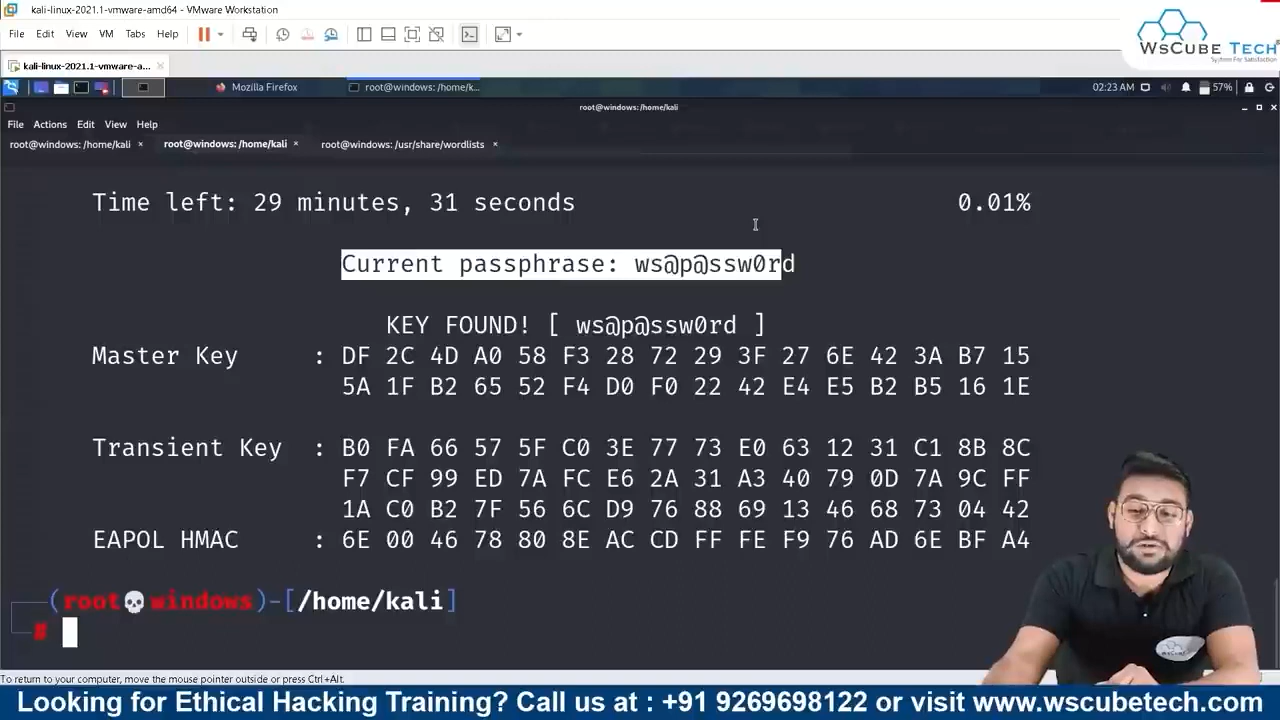 kali-linux-2021.1-vmware-amd64 - VMware Workstation
File Edit View VM Tabs Help
WSCUBE TECH
System For Satisfaction
kali-linux-2021.1-vmware-a...
Mozilla Firefox root@windows: /home/k... 02:23 AM 57%
root@windows:/home/kali
File Actions Edit View Help
root@windows: /home/kali root@windows: /home/kali root@windows: /usr/share/wordlists
Time left: 29 minutes, 31 seconds 0.01%
Current passphrase: ws@p@ssw0rd
KEY FOUND! [ ws@p@ssw0rd ]
Master Key : DF 2C 4D A0 58 F3 28 72 29 3F 27 6E 42 3A B7 15
5A 1F B2 65 52 F4 D0 F0 22 42 E4 E5 B2 B5 16 1E
Transient Key : B0 FA 66 57 5F C0 3E 77 73 E0 63 12 31 C1 8B 8C
F7 CF 99 ED 7A FC E6 2A 31 A3 40 79 0D 7A 9C FF
1A C0 B2 7F 56 6C D9 76 88 69 13 46 68 73 04 42
EAPOL HMAC : 6E 00 46 78 80 8E AC CD FF FE F9 76 AD 6E BF A4
(root💀windows)-[/home/kali]
#
To return to your computer, move the mouse pointer outside or press Ctrl+Alt.
Looking for Ethical Hacking Training? Call us at : +91 9269698122 or visit www.wscubetech.com